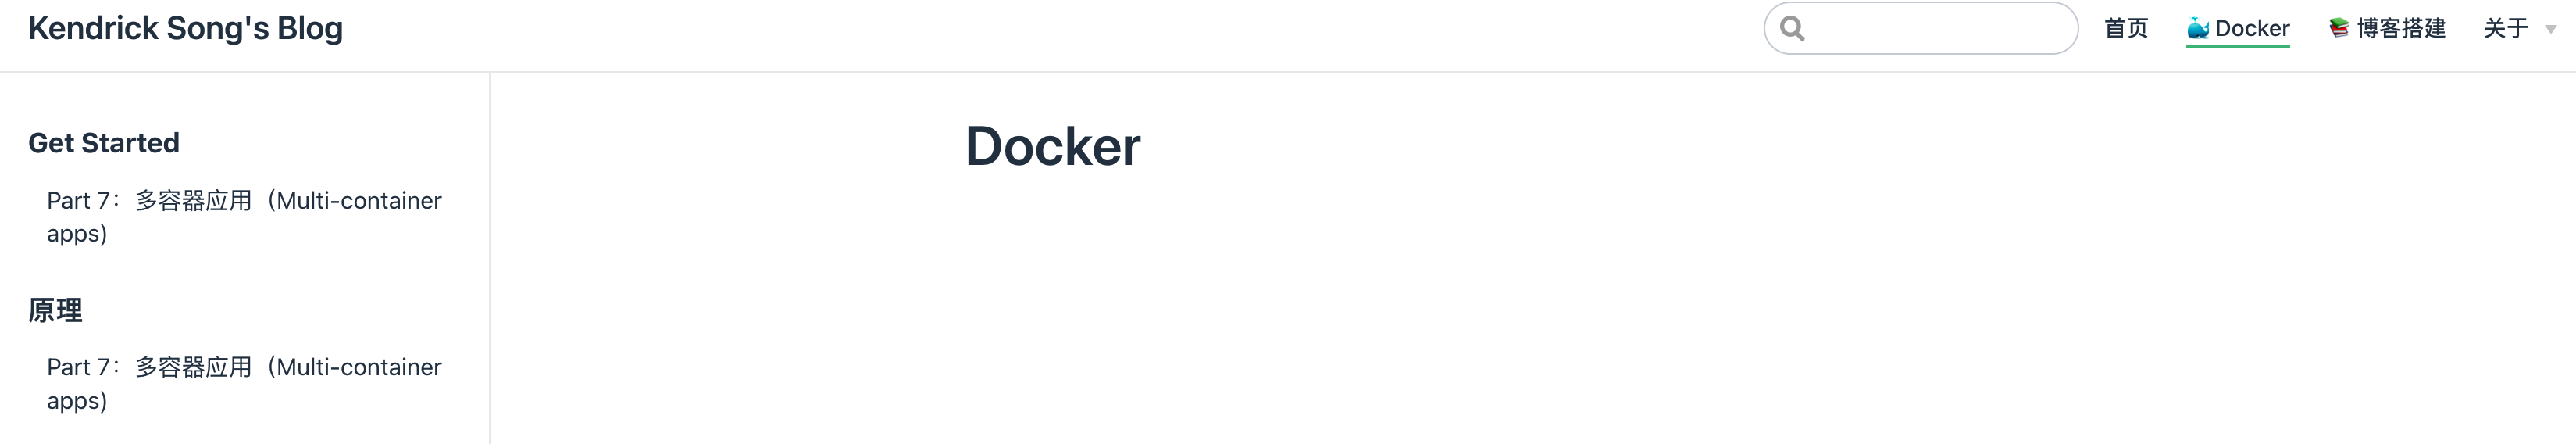 Kendrick Song's Blog
首页 Docker 博客搭建 关于
Get Started
Part 7：多容器应用（Multi-container
apps)
原理
Part 7：多容器应用（Multi-container
apps)
Docker